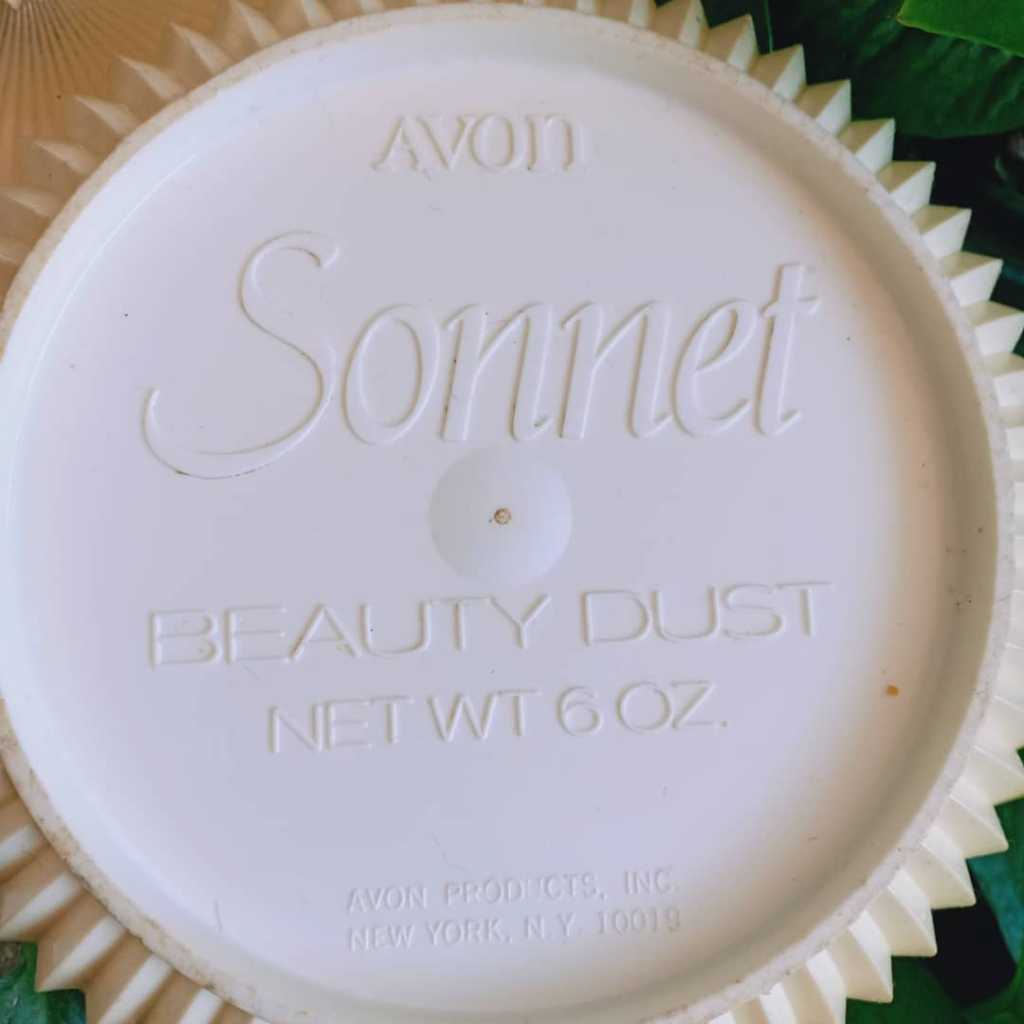 AVON
Sonnet
BEAUTY DUST
NET WT 6 OZ.
AVON PRODUCTS, INC.
NEW YORK, N.Y. 10019